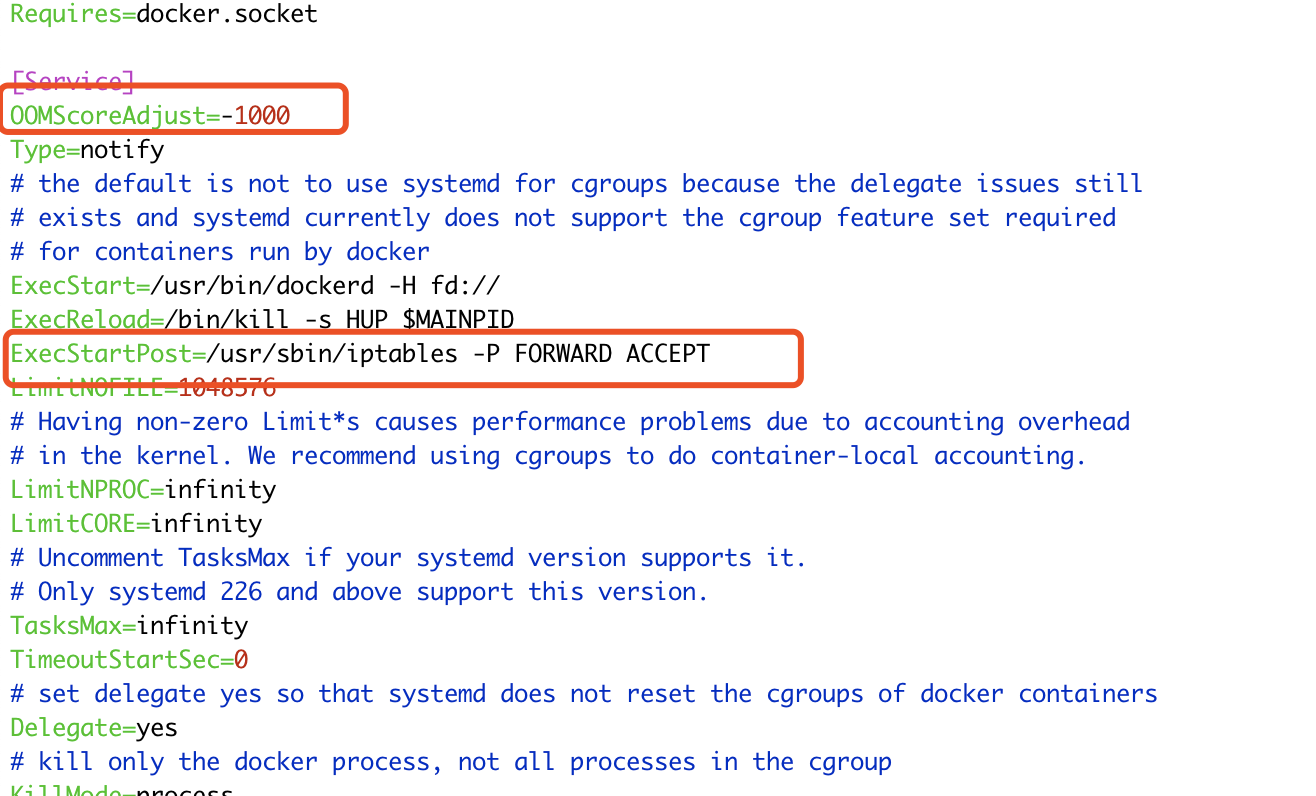 Requires=docker.socket
[Service]
OOMScoreAdjust=-1000
Type=notify
# the default is not to use systemd for cgroups because the delegate issues still
# exists and systemd currently does not support the cgroup feature set required
# for containers run by docker
ExecStart=/usr/bin/dockerd -H fd://
ExecReload=/bin/kill -s HUP $MAINPID
ExecStartPost=/usr/sbin/iptables -P FORWARD ACCEPT
LimitNOFILE=1048576
# Having non-zero Limit*s causes performance problems due to accounting overhead
# in the kernel. We recommend using cgroups to do container-local accounting.
LimitNPROC=infinity
LimitCORE=infinity
# Uncomment TasksMax if your systemd version supports it.
# Only systemd 226 and above support this version.
TasksMax=infinity
TimeoutStartSec=0
# set delegate yes so that systemd does not reset the cgroups of docker containers
Delegate=yes
# kill only the docker process, not all processes in the cgroup
KillMode=process